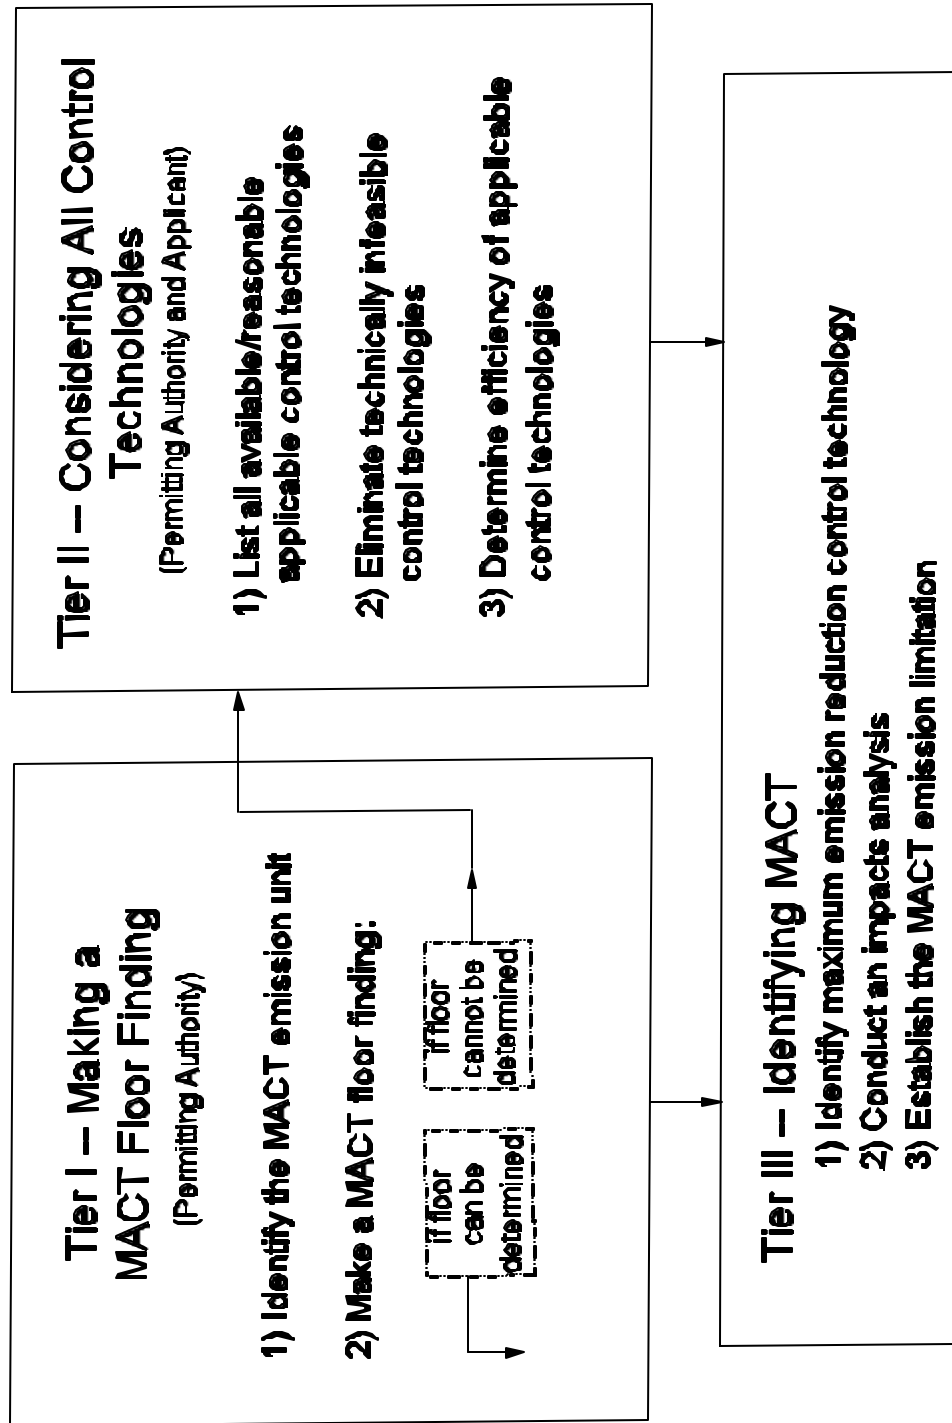 Tier I -- Making a
MACT Floor Finding
(Permitting Authority)
1) Identify the MACT emission unit
2) Make a MACT floor finding:
if floor
can be
determined
if floor
cannot be
determined
Tier II -- Considering All Control
Technologies
(Permitting Authority and Applicant)
1) List all available/reasonable
applicable control technologies
2) Eliminate technically infeasible
control technologies
3) Determine efficiency of applicable
control technologies
Tier III -- Identifying MACT
1) Identify maximum emission reduction control technology
2) Conduct an impacts analysis
3) Establish the MACT emission limitation